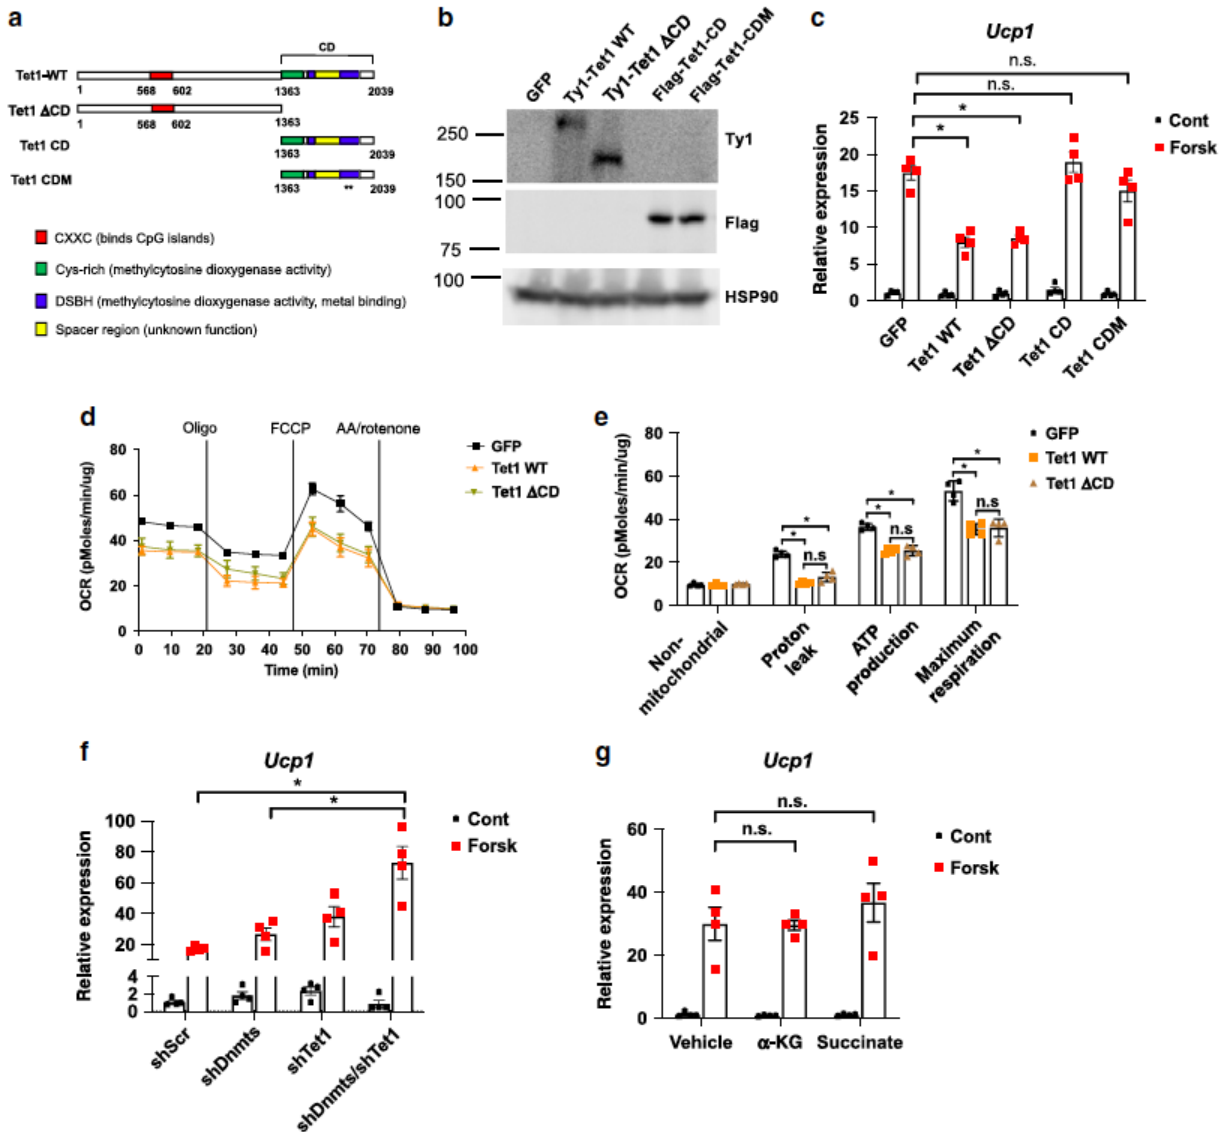 a
CD
Tet1-WT
1 568 602 1363 2039
Tet1 ΔCD
1 568 602 1363
Tet1 CD
1363 2039
Tet1 CDM
1363 ** 2039
CXXC (binds CpG islands)
Cys-rich (methylcytosine dioxygenase activity)
DSBH (methylcytosine dioxygenase activity, metal binding)
Spacer region (unknown function)
b
GFP
Ty1-Tet1 WT
Ty1-Tet1 ΔCD
Flag-Tet1-CD
Flag-Tet1-CDM
250
150
Ty1
100
75
Flag
100
HSP90
c
Ucp1
n.s.
n.s.
*
*
Cont
Forsk
Relative expression
25
20
15
10
5
0
GFP
Tet1 WT
Tet1 ΔCD
Tet1 CD
Tet1 CDM
d
Oligo FCCP AA/rotenone
GFP
Tet1 WT
Tet1 ΔCD
OCR (pMoles/min/ug)
80
60
40
20
0
0 10 20 30 40 50 60 70 80 90 100
Time (min)
e
GFP
Tet1 WT
Tet1 ΔCD
OCR (pMoles/min/ug)
80
60
40
20
0
* * n.s
* * n.s
* * n.s
Non-
mitochondrial
Proton
leak
ATP
production
Maximum
respiration
f
Ucp1
*
*
Cont
Forsk
Relative expression
100
80
60
40
20
4
2
0
shScr
shDnmts
shTet1
shDnmts/shTet1
g
Ucp1
n.s.
n.s.
Cont
Forsk
Relative expression
60
40
20
0
Vehicle α-KG Succinate